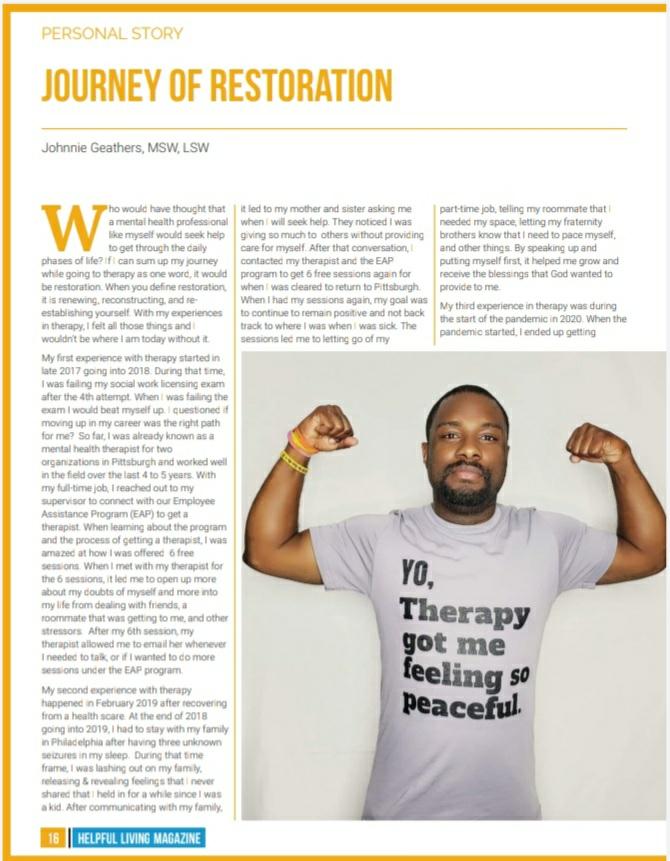 PERSONAL STORY
JOURNEY OF RESTORATION
Johnnie Geathers, MSW, LSW
Who would have thought that
a mental health professional
like myself would seek help
to get through the daily
phases of life? If I can sum up my journey
while going to therapy as one word, it would
be restoration. When you define restoration,
it is renewing, reconstructing, and re-
establishing yourself. With my experiences
in therapy, I felt all those things and I
wouldn't be where I am today without it.
My first experience with therapy started in
late 2017 going into 2018. During that time,
I was failing my social work licensing exam
after the 4th attempt. When I was failing the
exam I would beat myself up. I questioned if
moving up in my career was the right path
for me? So far, I was already known as a
mental health therapist for two
organizations in Pittsburgh and worked well
in the field over the last 4 to 5 years. With
my full-time job, I reached out to my
supervisor to connect with our Employee
Assistance Program (EAP) to get a
therapist. When learning about the program
and the process of getting a therapist, I was
amazed at how I was offered 6 free
sessions. When I met with my therapist for
the 6 sessions, it led me to open up more
about my doubts of myself and more into
my life from dealing with friends, a
roommate that was getting to me, and other
stressors. After my 6th session, my
therapist allowed me to email her whenever
I needed to talk, or if I wanted to do more
sessions under the EAP program.
My second experience with therapy
happened in February 2019 after recovering
from a health scare. At the end of 2018
going into 2019, I had to stay with my family
in Philadelphia after having three unknown
seizures in my sleep. During that time
frame, I was lashing out on my family,
releasing & revealing feelings that I never
shared that I held in for a while since I was
a kid. After communicating with my family,
it led to my mother and sister asking me
when I will seek help. They noticed I was
giving so much to others without providing
care for myself. After that conversation, I
contacted my therapist and the EAP
program to get 6 free sessions again for
when I was cleared to return to Pittsburgh.
When I had my sessions again, my goal was
to continue to remain positive and not back
track to where I was when I was sick. The
sessions led me to letting go of my
part-time job, telling my roommate that I
needed my space, letting my fraternity
brothers know that I need to pace myself,
and other things. By speaking up and
putting myself first, it helped me grow and
receive the blessings that God wanted to
provide to me.
My third experience in therapy was during
the start of the pandemic in 2020. When the
pandemic started, I ended up getting
YO,
Therapy
got me
feeling so
peaceful.
16 HELPFUL LIVING MAGAZINE